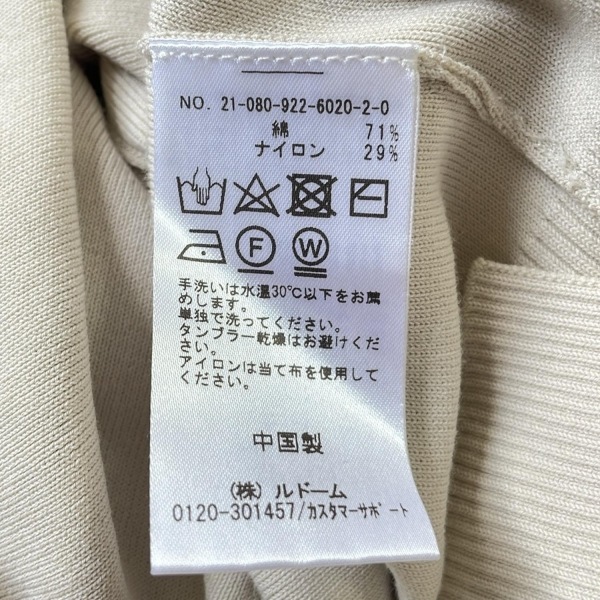 NO. 21-080-922-6020-2-0
綿 71%
ナイロン 29%
F W
手洗いは水温30℃以下をお薦
めします。
単独で洗ってください。
タンブラー乾燥はお避けくだ
さい。
アイロンは当て布を使用して
ください。
中国製
(株) ルドーム
0120-301457/カスタマーサポート